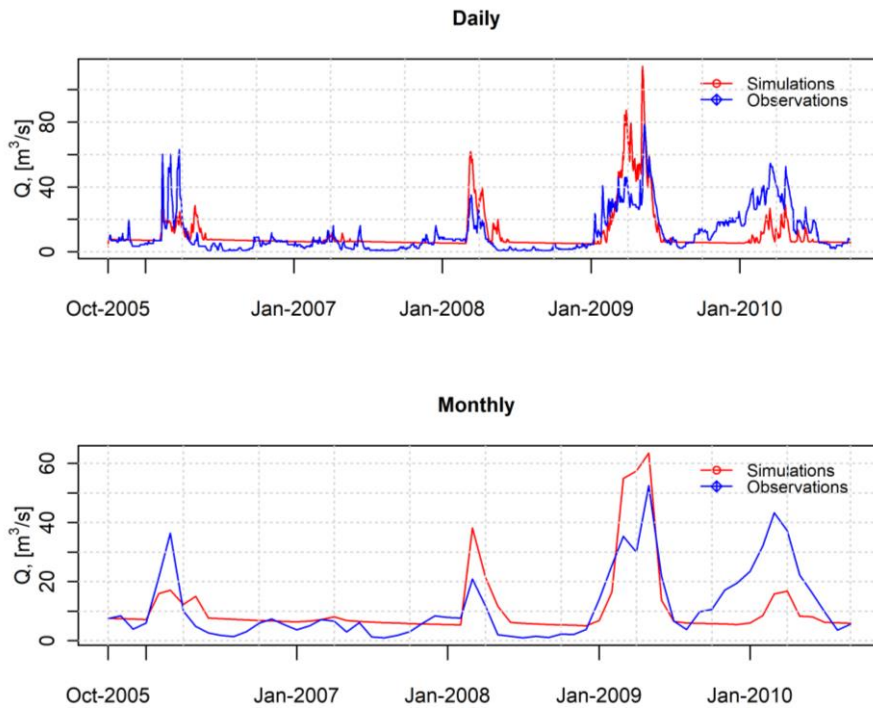 Daily
Q, [m³/s]
80
40
0
Simulations
Observations
Oct-2005 Jan-2007 Jan-2008 Jan-2009 Jan-2010
Monthly
Q, [m³/s]
60
40
20
0
Simulations
Observations
Oct-2005 Jan-2007 Jan-2008 Jan-2009 Jan-2010